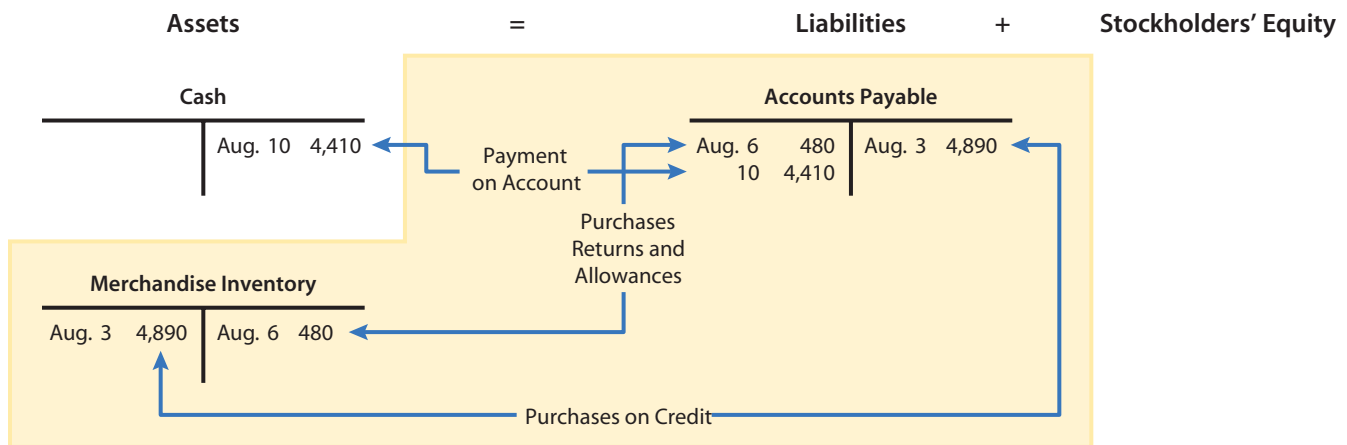 Assets = Liabilities + Stockholders’ Equity
Cash
Aug. 10 4,410
Accounts Payable
Aug. 6 480 Aug. 3 4,890
10 4,410
Payment
on Account
Purchases
Returns and
Allowances
Merchandise Inventory
Aug. 3 4,890 Aug. 6 480
Purchases on Credit